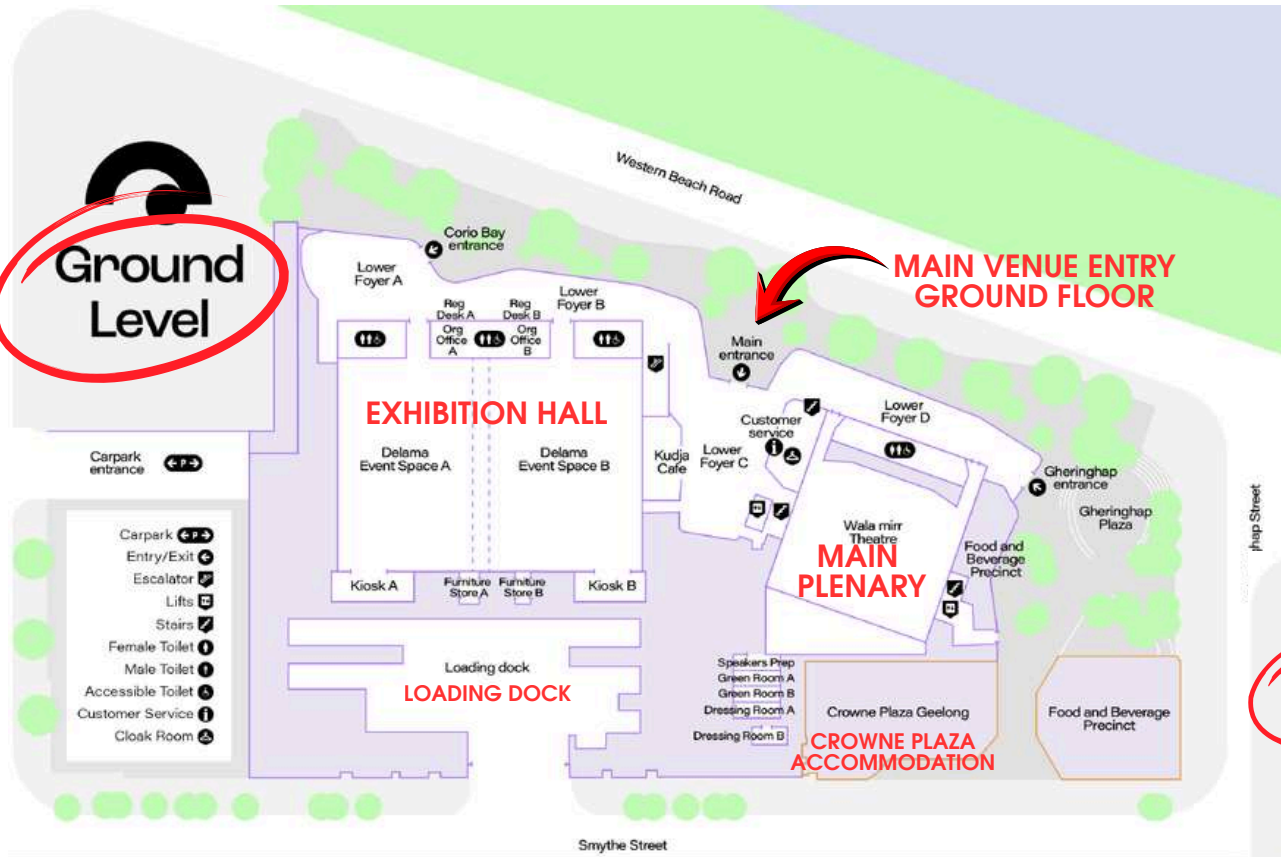 Western Beach Road
Ground
Level
Corio Bay
entrance
Lower
Foyer A
Lower
Foyer B
MAIN VENUE ENTRY
GROUND FLOOR
Reg
Desk A
Reg
Desk B
Org
Office
A
Org
Office
B
Main
entrance
EXHIBITION HALL
Delama
Event Space A
Delama
Event Space B
Kudja
Cafe
Lower
Foyer C
Customer
service
Lower
Foyer D
Gheringhap
entrance
Gheringhap
Plaza
Carpark
entrance
P
Wala mirr
Theatre
MAIN
PLENARY
Food and
Beverage
Precinct
Carpark P
Entry/Exit
Escalator
Lifts
Stairs
Female Toilet
Male Toilet
Accessible Toilet
Customer Service
Cloak Room
Kiosk A
Furniture
Store A
Furniture
Store B
Kiosk B
Loading dock
LOADING DOCK
Speakers Prep
Green Room A
Green Room B
Dressing Room A
Dressing Room B
Crowne Plaza Geelong
CROWNE PLAZA
ACCOMMODATION
Food and Beverage
Precinct
Smythe Street
Street